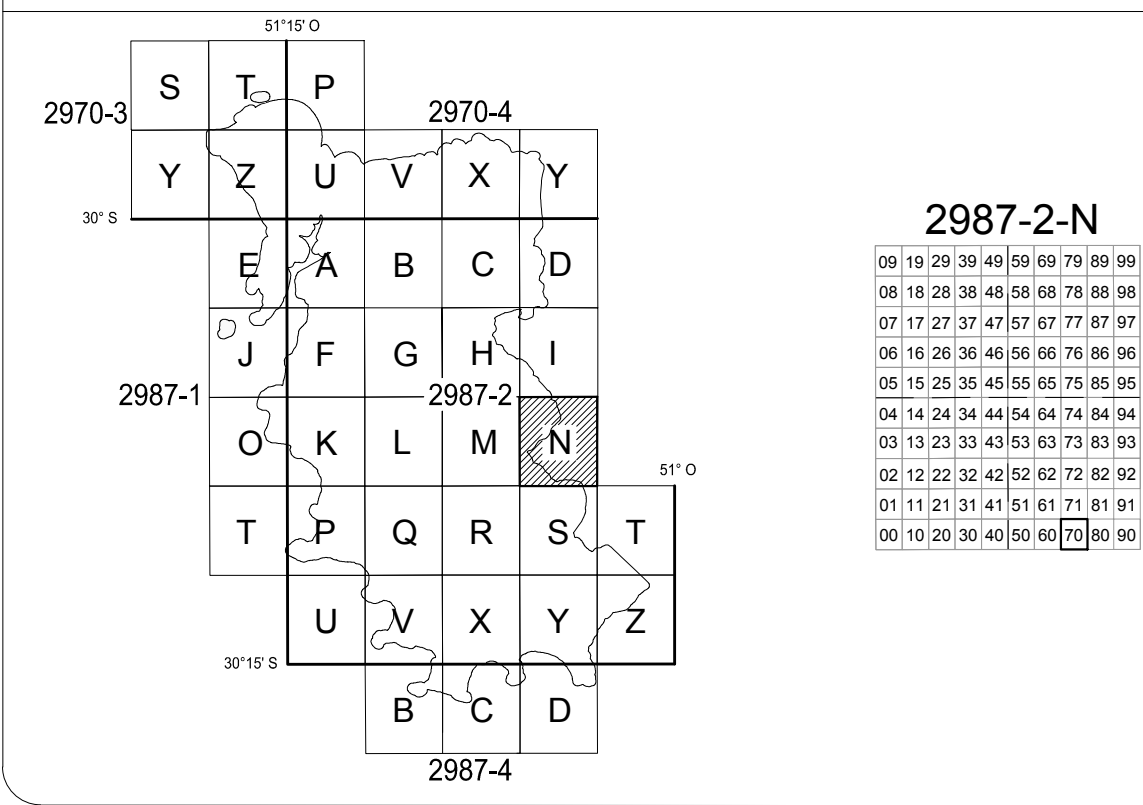 51°15' O
S T P
2970-3
2970-4
Y Z U V X Y
30° S
E A B C D
J F G H I
2987-1
2987-2
O K L M N
51° O
T P Q R S T
U V X Y Z
30°15' S
B C D
2987-4
2987-2-N
09 19 29 39 49 59 69 79 89 99
08 18 28 38 48 58 68 78 88 98
07 17 27 37 47 57 67 77 87 97
06 16 26 36 46 56 66 76 86 96
05 15 25 35 45 55 65 75 85 95
04 14 24 34 44 54 64 74 84 94
03 13 23 33 43 53 63 73 83 93
02 12 22 32 42 52 62 72 82 92
01 11 21 31 41 51 61 71 81 91
00 10 20 30 40 50 60 70 80 90